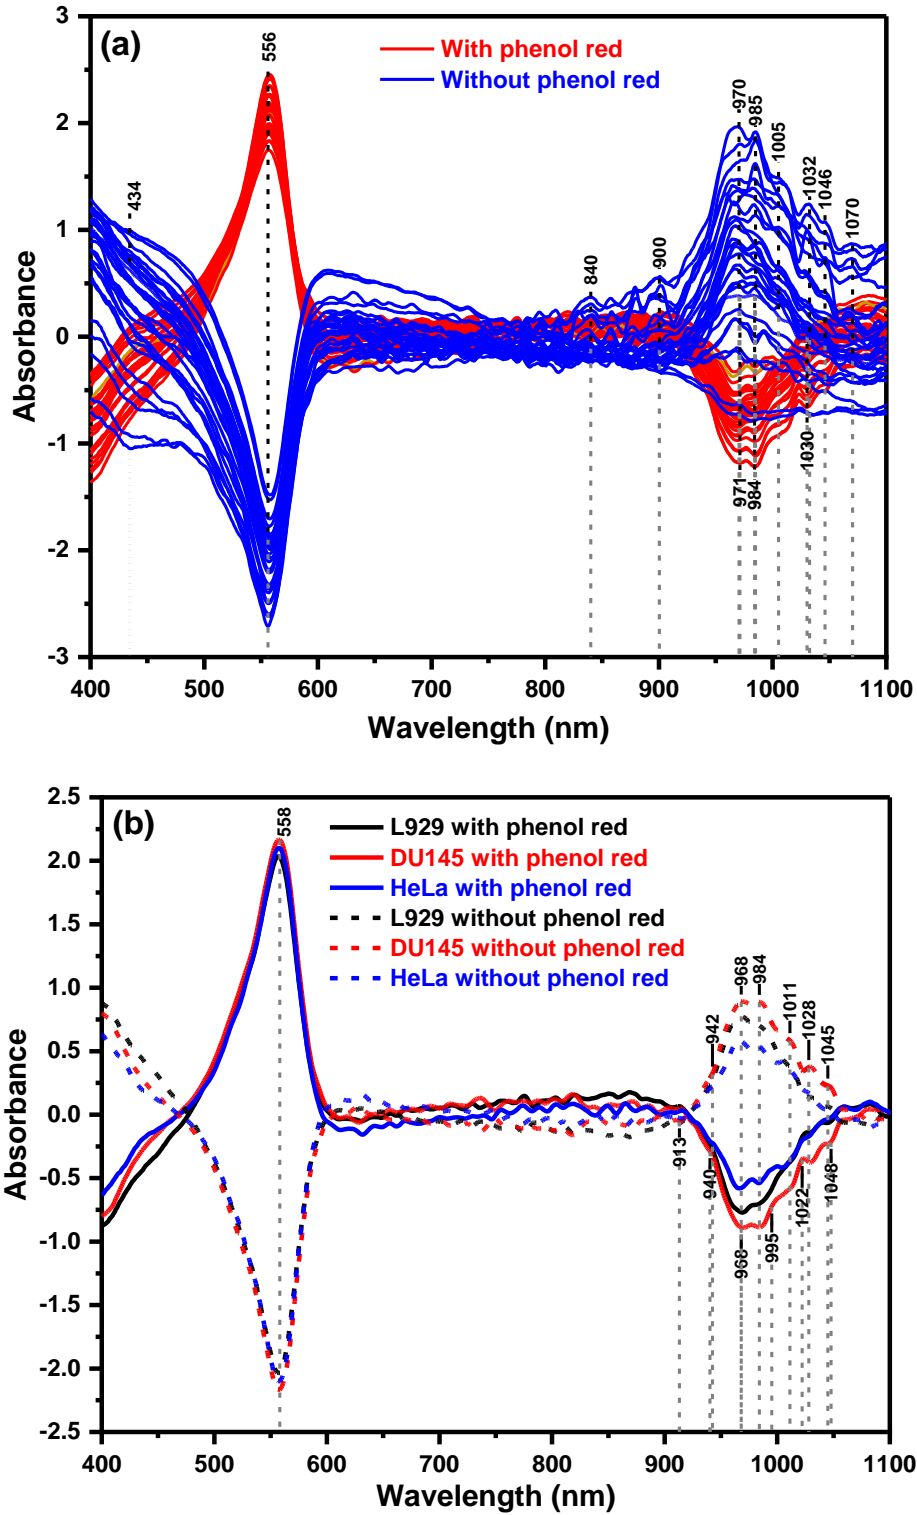 (a)
With phenol red
Without phenol red
556
434
840
900
970
985
1005
1032
1046
1070
971
984
1030
3
2
1
0
-1
-2
-3
Absorbance
400 500 600 700 800 900 1000 1100
Wavelength (nm)
(b)
L929 with phenol red
DU145 with phenol red
HeLa with phenol red
L929 without phenol red
DU145 without phenol red
HeLa without phenol red
558
942
968
984
1011
1028
1045
913
940
968
995
1022
1048
2.5
2.0
1.5
1.0
0.5
0.0
-0.5
-1.0
-1.5
-2.0
-2.5
Absorbance
400 500 600 700 800 900 1000 1100
Wavelength (nm)